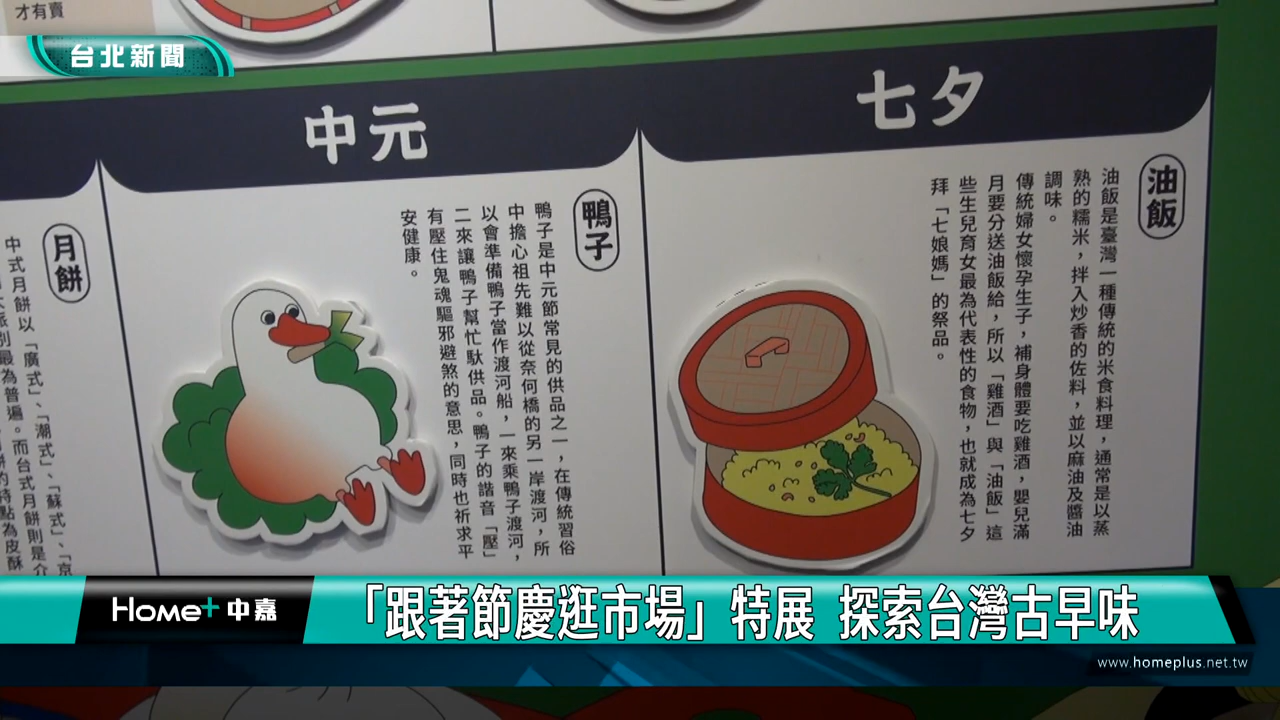 才有賣
台北新聞
七夕
油飯
油飯是臺灣一種傳統的米食料理，通常是以蒸
熟的糯米，拌入炒香的佐料，並以麻油及醬油
調味。
傳統婦女懷孕生子，補身體要吃雞酒，嬰兒滿
月要分送油飯給，所以「雞酒」與「油飯」這
些生兒育女最為代表性的食物，也就成為七夕
拜「七娘媽」的祭品。
中元
鴨子
鴨子是中元節常見的供品之一，在傳統習俗
中擔心祖先難以從奈何橋的另一岸渡河，所
以會準備鴨子當作渡河船，一來乘鴨子渡河，
二來讓鴨子幫忙馱供品。鴨子的諧音「壓」
有壓住鬼魂驅邪避煞的意思，同時也祈求平
安健康。
月餅
中式月餅以「廣式」、「潮式」、「蘇式」、「京
派別最為普遍。而台式月餅則是介
特點為皮酥
Home+中嘉
「跟著節慶逛市場」特展 探索台灣古早味
www.homeplus.net.tw